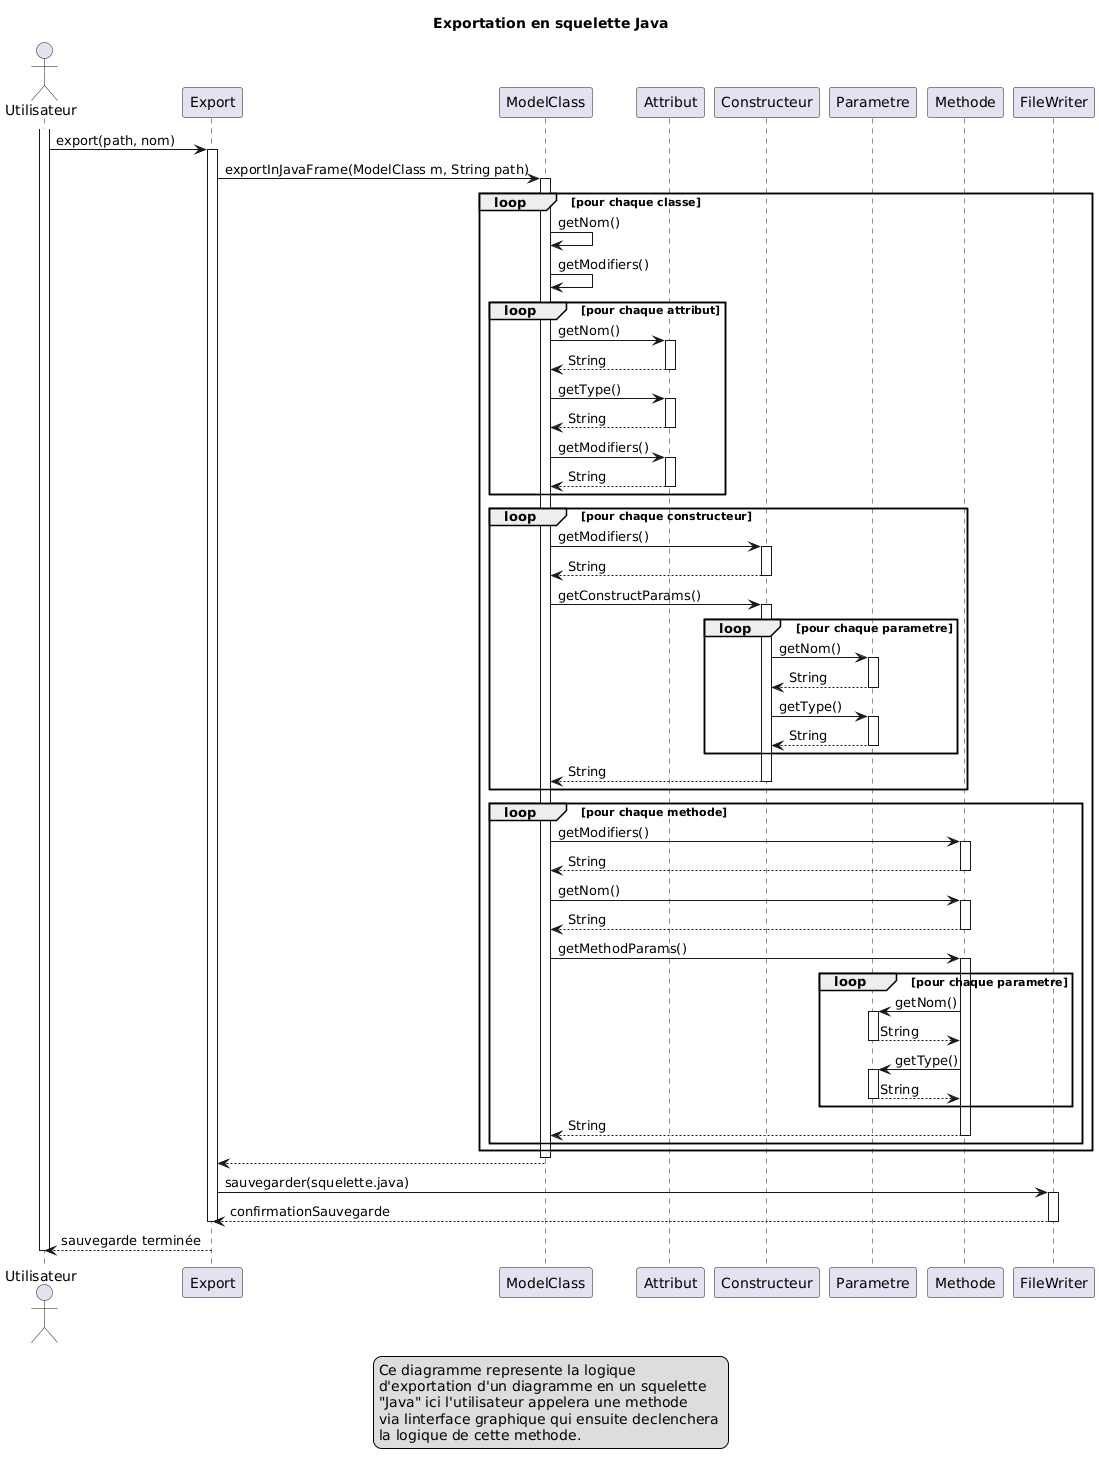 Exportation en squelette Java
Utilisateur
Export
ModelClass
Attribut
Constructeur
Parametre
Methode
FileWriter
export(path, nom)
exportInJavaFrame(ModelClass m, String path)
loop [pour chaque classe]
getNom()
getModifiers()
loop [pour chaque attribut]
getNom()
String
getType()
String
getModifiers()
String
loop [pour chaque constructeur]
getModifiers()
String
getConstructParams()
loop [pour chaque parametre]
getNom()
String
getType()
String
String
loop [pour chaque methode]
getModifiers()
String
getNom()
String
getMethodParams()
loop [pour chaque parametre]
getNom()
String
getType()
String
String
sauvegarder(squelette.java)
confirmationSauvegarde
sauvegarde terminée
Utilisateur
Export
ModelClass
Attribut
Constructeur
Parametre
Methode
FileWriter
Ce diagramme represente la logique
d'exportation d'un diagramme en un squelette
"Java" ici l'utilisateur appelera une methode
via linterface graphique qui ensuite declenchera
la logique de cette methode.